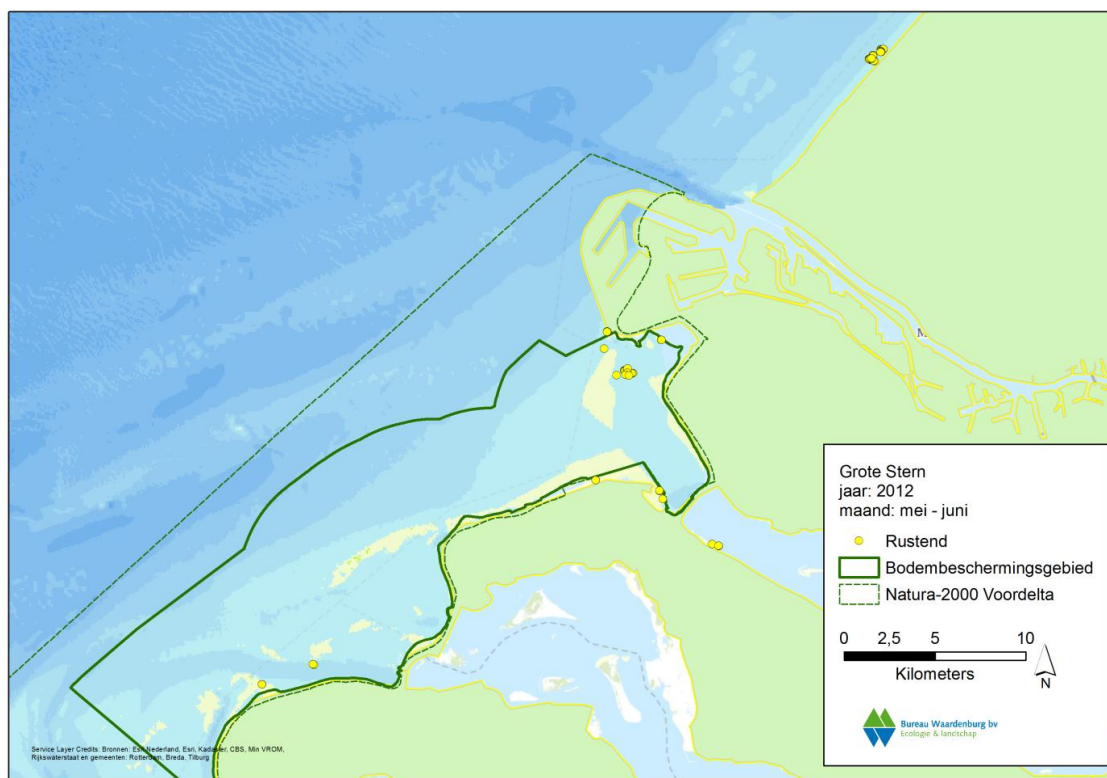 M
Grote Stern
jaar: 2012
maand: mei - juni
Rustend
Bodembeschermingsgebied
Natura-2000 Voordelta
0 2,5 5 10
Kilometers
N
Bureau Waardenburg bv
Ecologie & landschap
Service Layer Credits: Bronnen: Esri Nederland, Esri, Kadaster, CBS, Min VROM,
Rijkswaterstaat en gemeenten: Rotterdam, Breda, Tilburg